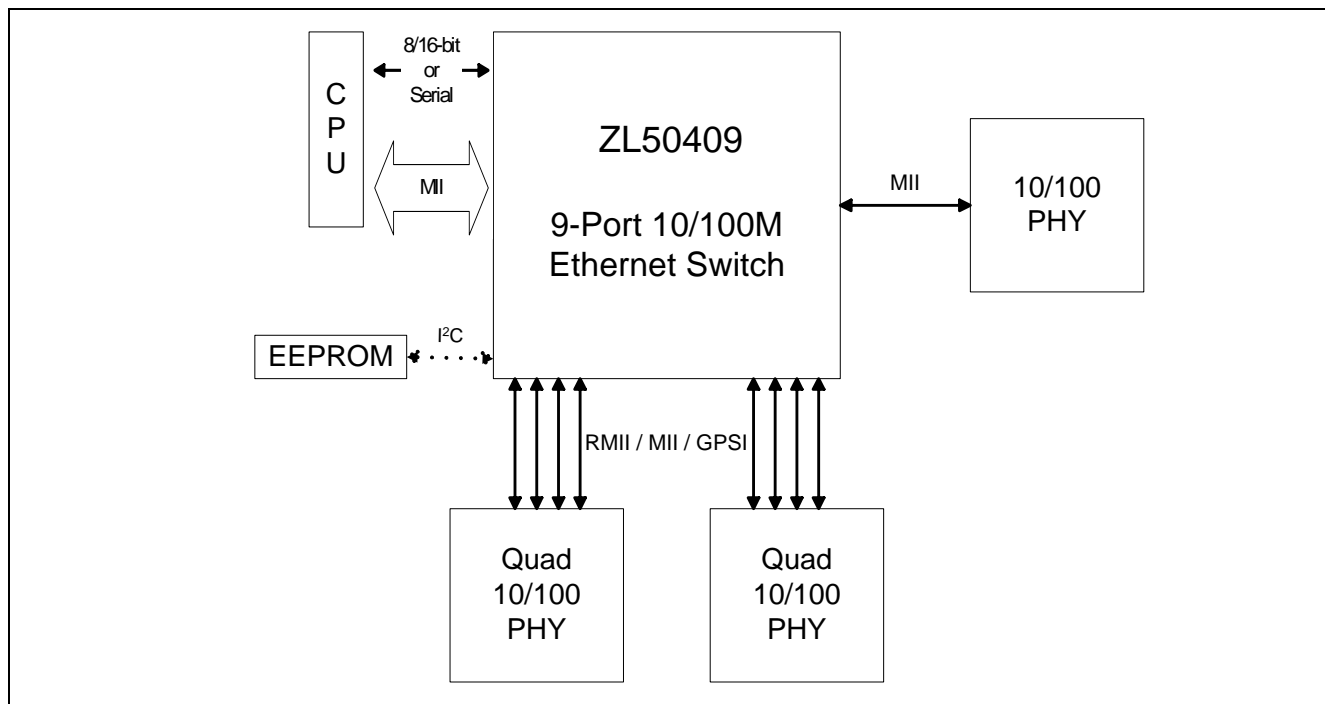 C
P
U
8/16-bit
or
Serial
MII
ZL50409
9-Port 10/100M
Ethernet Switch
MII
10/100
PHY
EEPROM
I²C
RMII / MII / GPSI
Quad
10/100
PHY
Quad
10/100
PHY